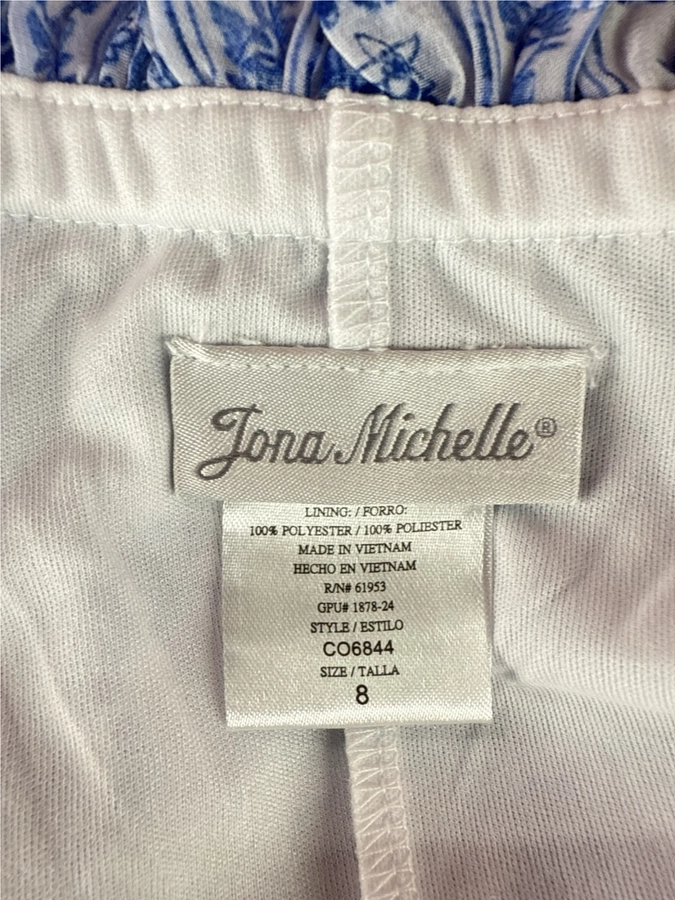 Jona Michelle®
LINING: / FORRO:
100% POLYESTER / 100% POLIESTER
MADE IN VIETNAM
HECHO EN VIETNAM
R/N# 61953
GPU# 1878-24
STYLE / ESTILO
CO6844
SIZE / TALLA
8